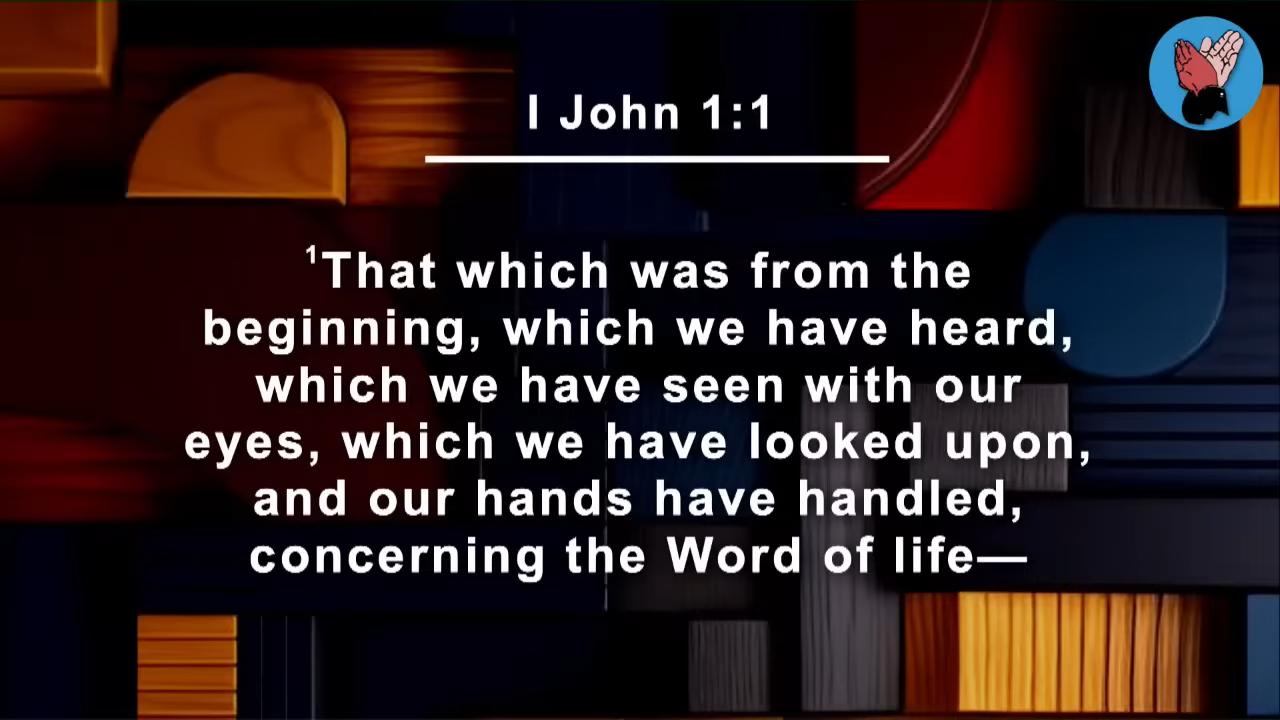 I John 1:1
¹That which was from the
beginning, which we have heard,
which we have seen with our
eyes, which we have looked upon,
and our hands have handled,
concerning the Word of life—